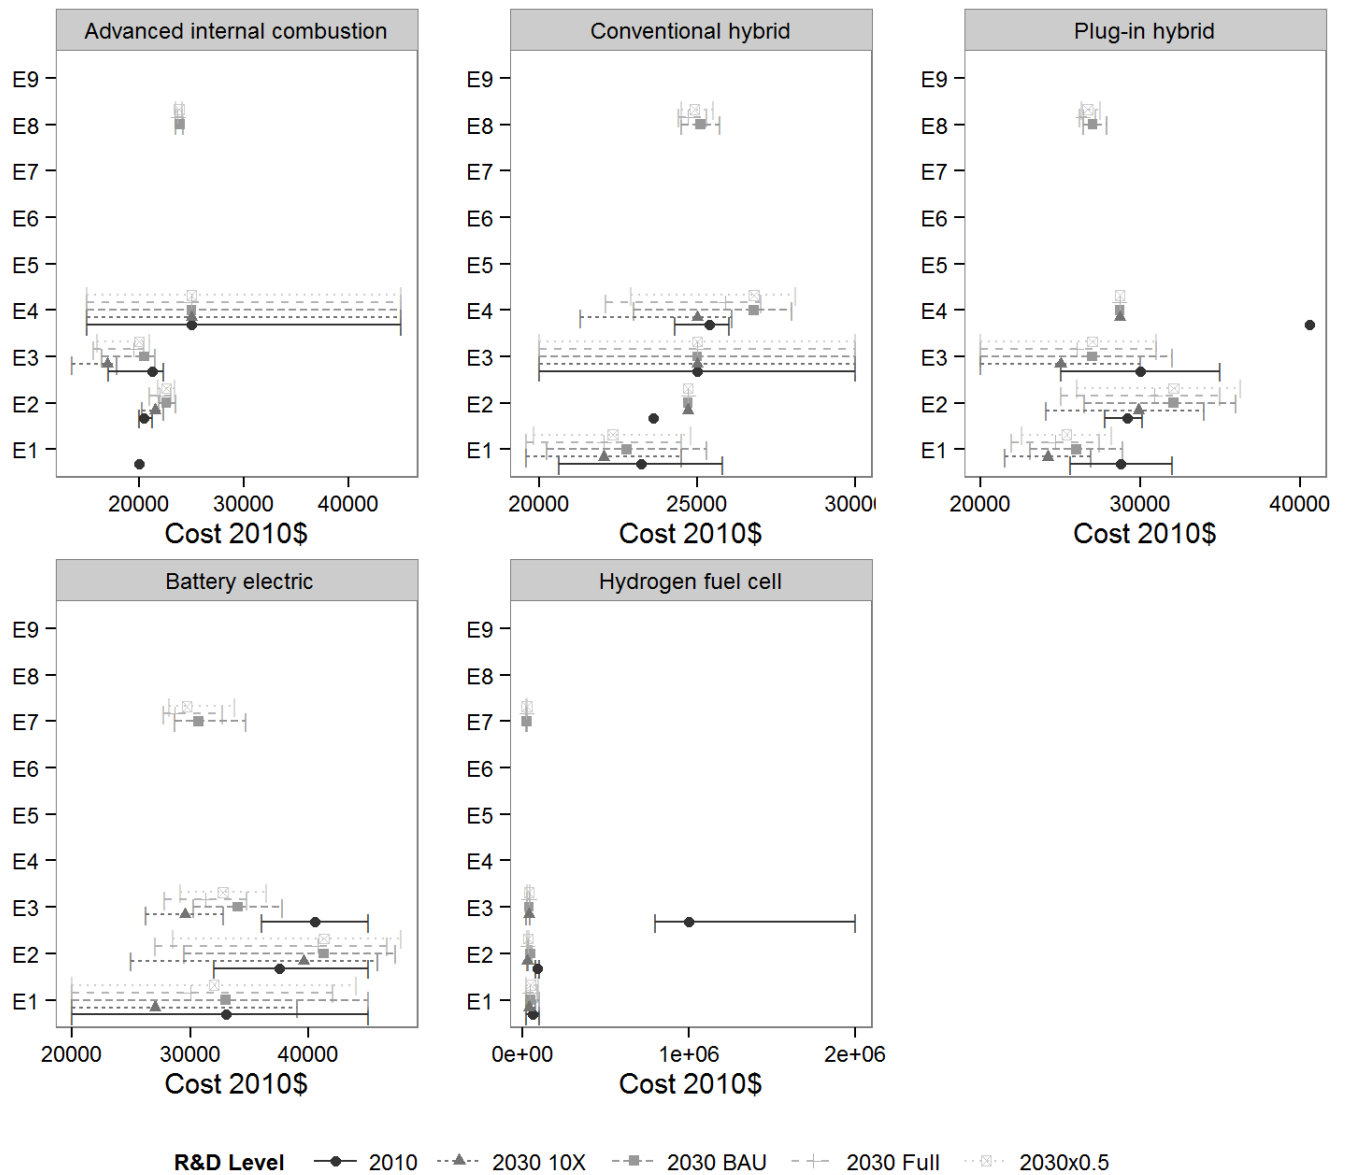 Advanced internal combustion
Conventional hybrid
Plug-in hybrid
E9
E8
E7
E6
E5
E4
E3
E2
E1
E9
E8
E7
E6
E5
E4
E3
E2
E1
E9
E8
E7
E6
E5
E4
E3
E2
E1
20000 30000 40000
20000 25000 30000
20000 30000 40000
Cost 2010$
Cost 2010$
Cost 2010$
Battery electric
Hydrogen fuel cell
E9
E8
E7
E6
E5
E4
E3
E2
E1
E9
E8
E7
E6
E5
E4
E3
E2
E1
20000 30000 40000
0e+00 1e+06 2e+06
Cost 2010$
Cost 2010$
R&D Level 2010 2030 10X 2030 BAU 2030 Full 2030x0.5